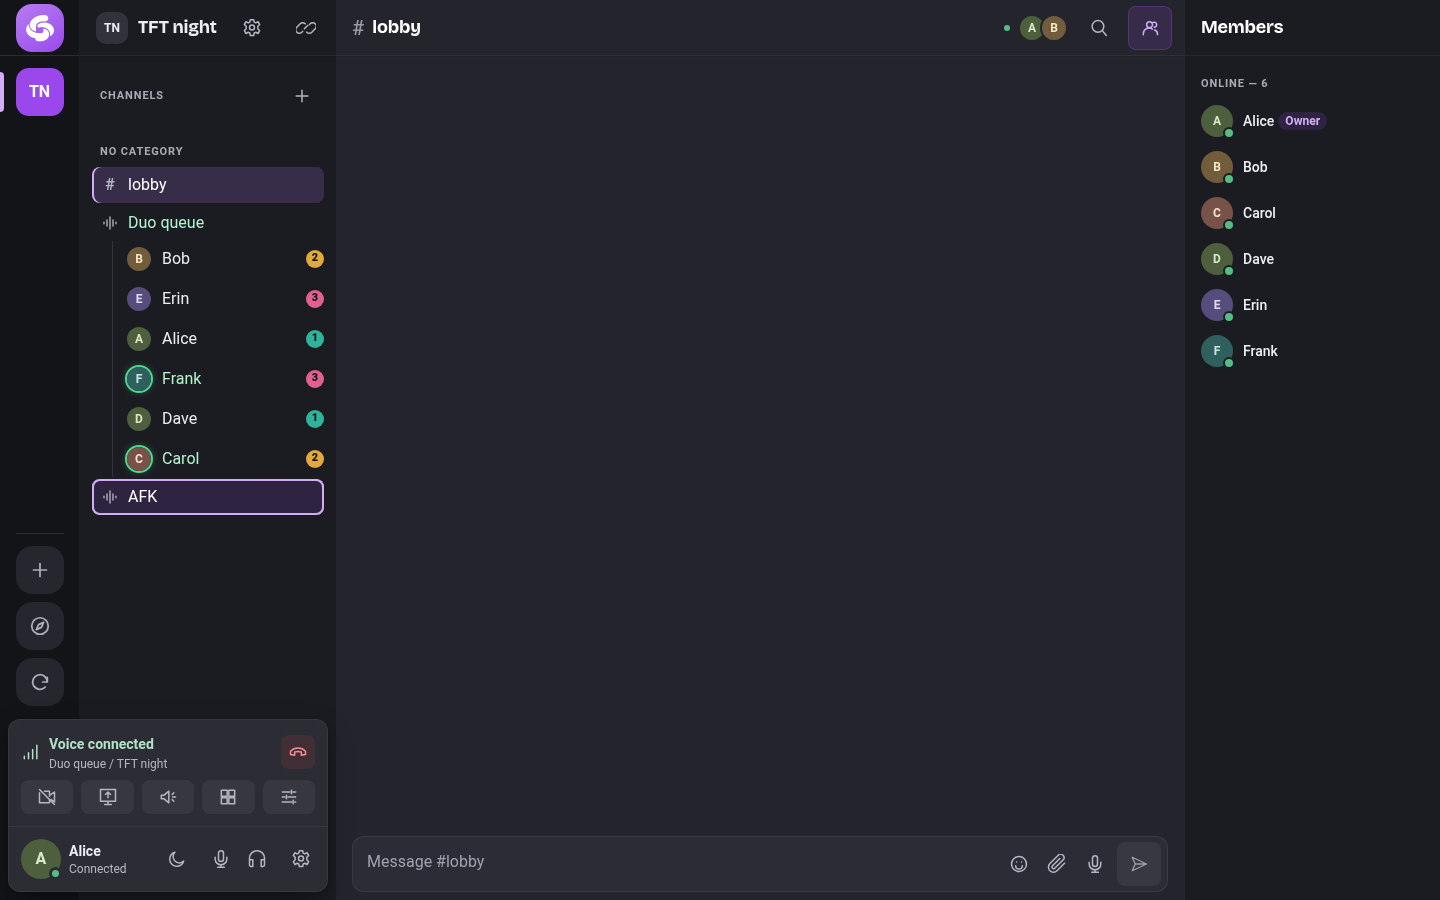 TN
TFT night
# lobby
A
B
Members
TN
CHANNELS
NO CATEGORY
# lobby
Duo queue
B Bob 2
E Erin 3
A Alice 1
F Frank 3
D Dave 1
C Carol 2
AFK
Voice connected
Duo queue / TFT night
A Alice
Connected
Message #lobby
ONLINE — 6
A Alice Owner
B Bob
C Carol
D Dave
E Erin
F Frank